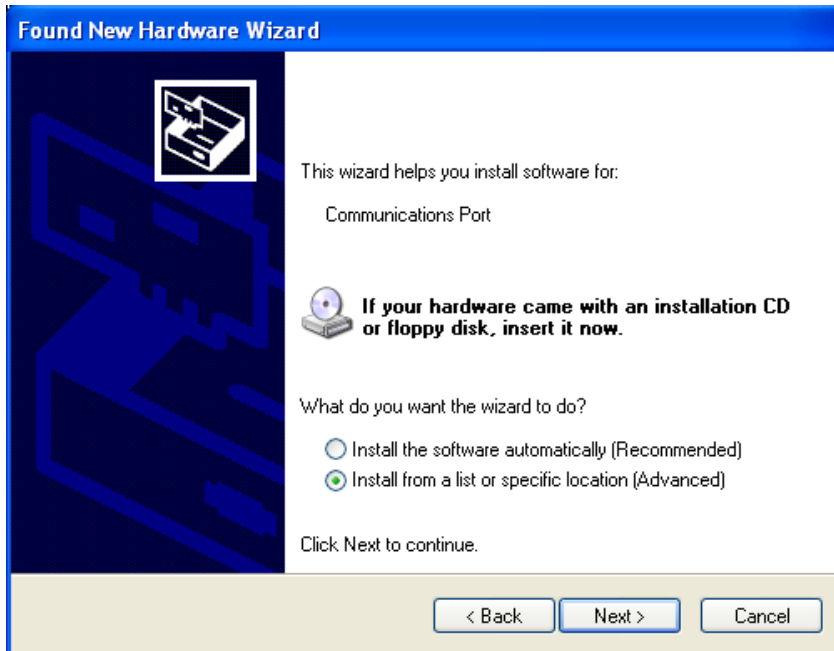 Found New Hardware Wizard
This wizard helps you install software for:
Communications Port
If your hardware came with an installation CD
or floppy disk, insert it now.
What do you want the wizard to do?
Install the software automatically (Recommended)
Install from a list or specific location (Advanced)
Click Next to continue.
< Back Next > Cancel